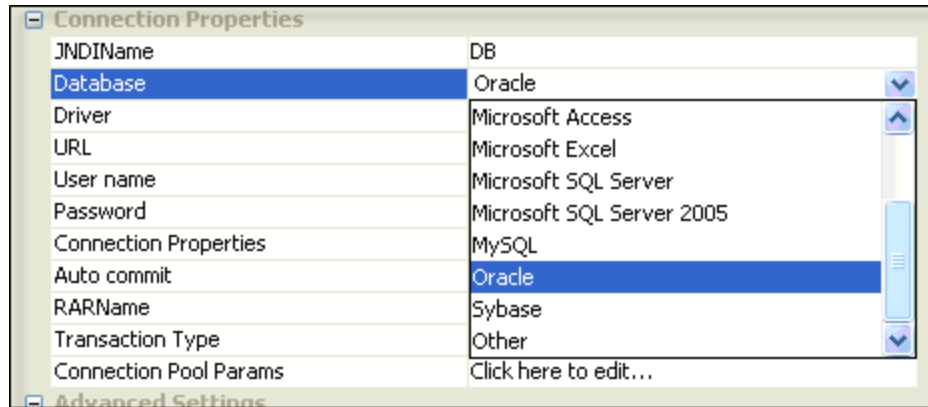 Connection Properties
JNDIName DB
Database Oracle
Driver Microsoft Access
URL Microsoft Excel
User name Microsoft SQL Server
Password Microsoft SQL Server 2005
Connection Properties MySQL
Auto commit Oracle
RARName Sybase
Transaction Type Other
Connection Pool Params Click here to edit...
Advanced Settings